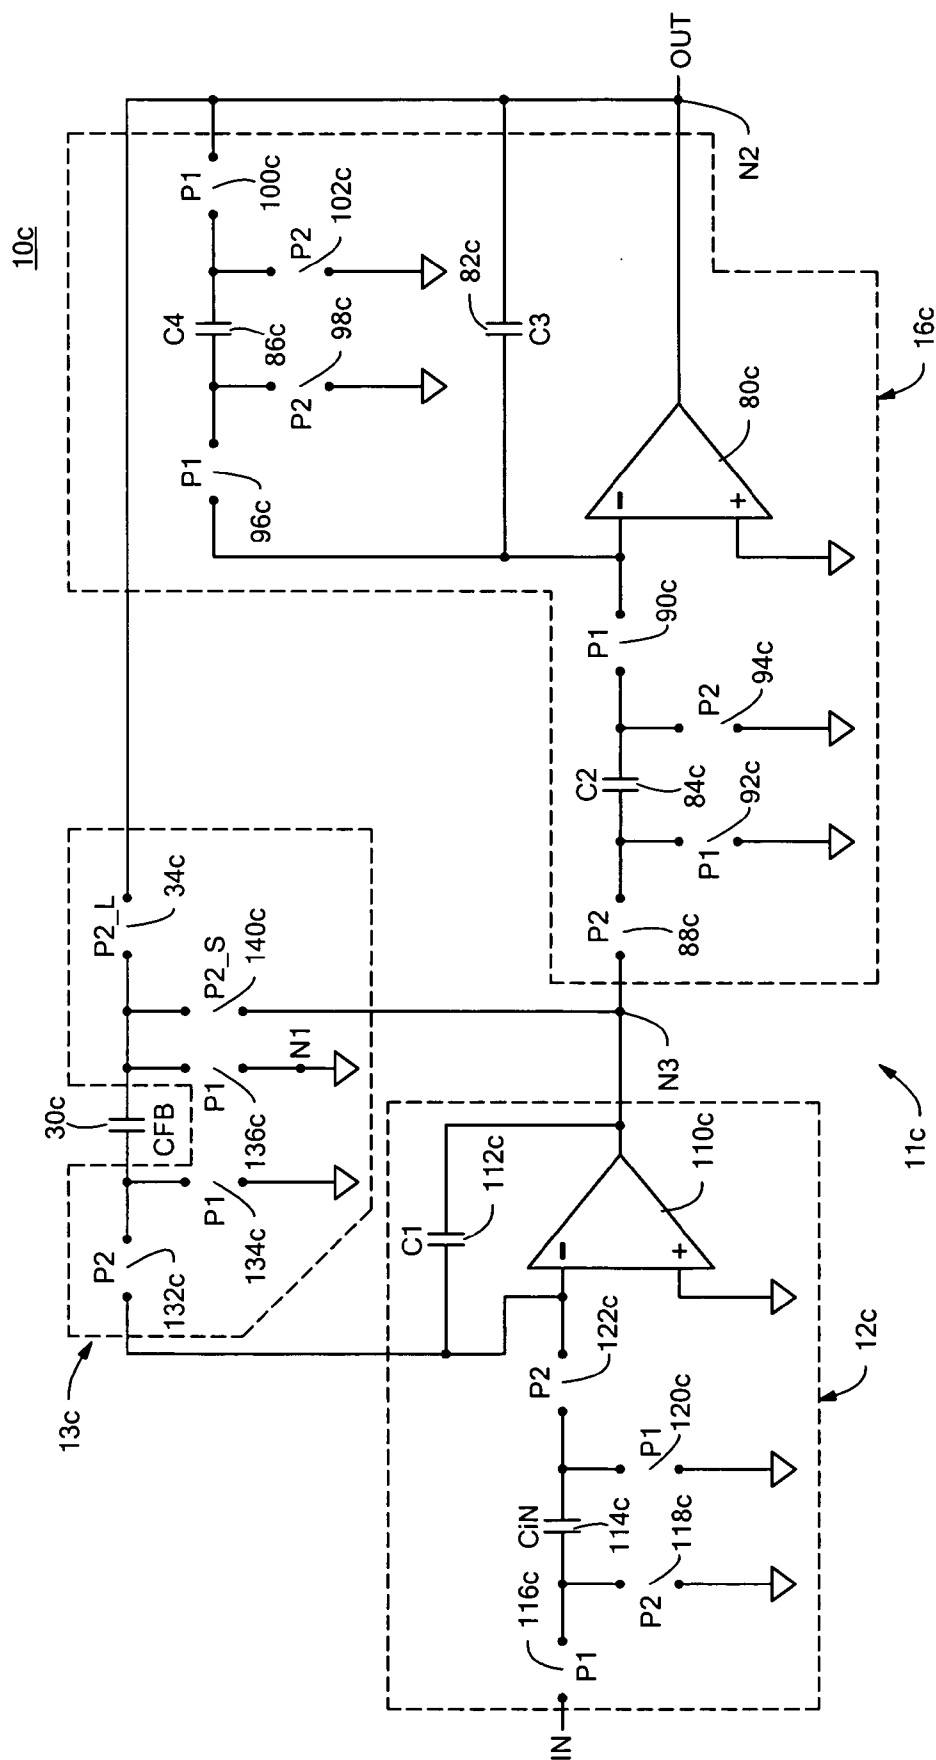 10c
13c
P2
132c
P1
134c
30c
CFB
P1
136c
N1
P2_S
140c
P2_L
34c
P1
96c
C4
86c
P2
98c
P2
102c
P1
100c
82c
C3
OUT
N2
IN
P1
116c
CiN
114c
P2
118c
P1
120c
P2
122c
C1
112c
–
+
110c
12c
N3
P2
88c
C2
84c
P1
92c
P2
94c
P1
90c
–
+
80c
16c
11c